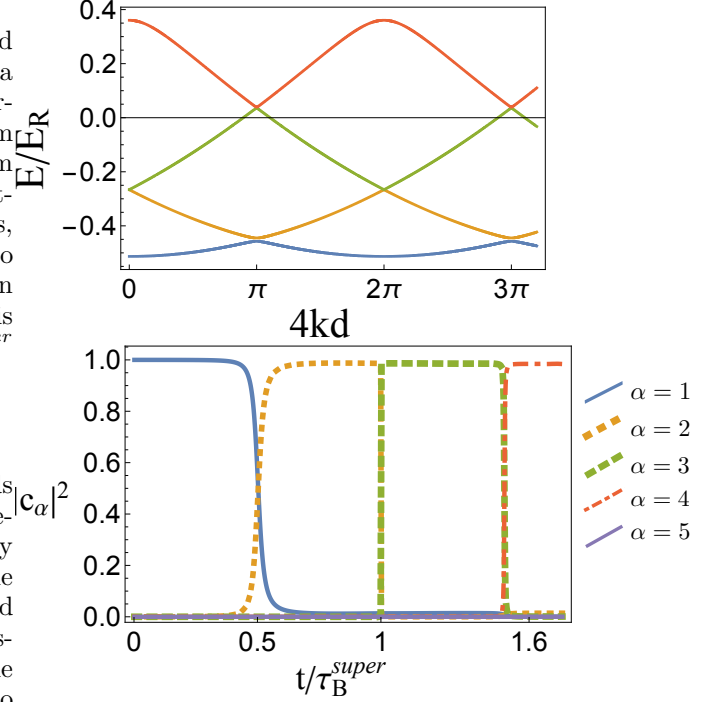 0.4
0.2
0.0
−0.2
−0.4
E/E_R
0 π 2π 3π
4kd
1.0
0.8
0.6
0.4
0.2
0.0
|c_α|^2
0 0.5 1 1.6
t/τ_B^{super}
α = 1
α = 2
α = 3
α = 4
α = 5